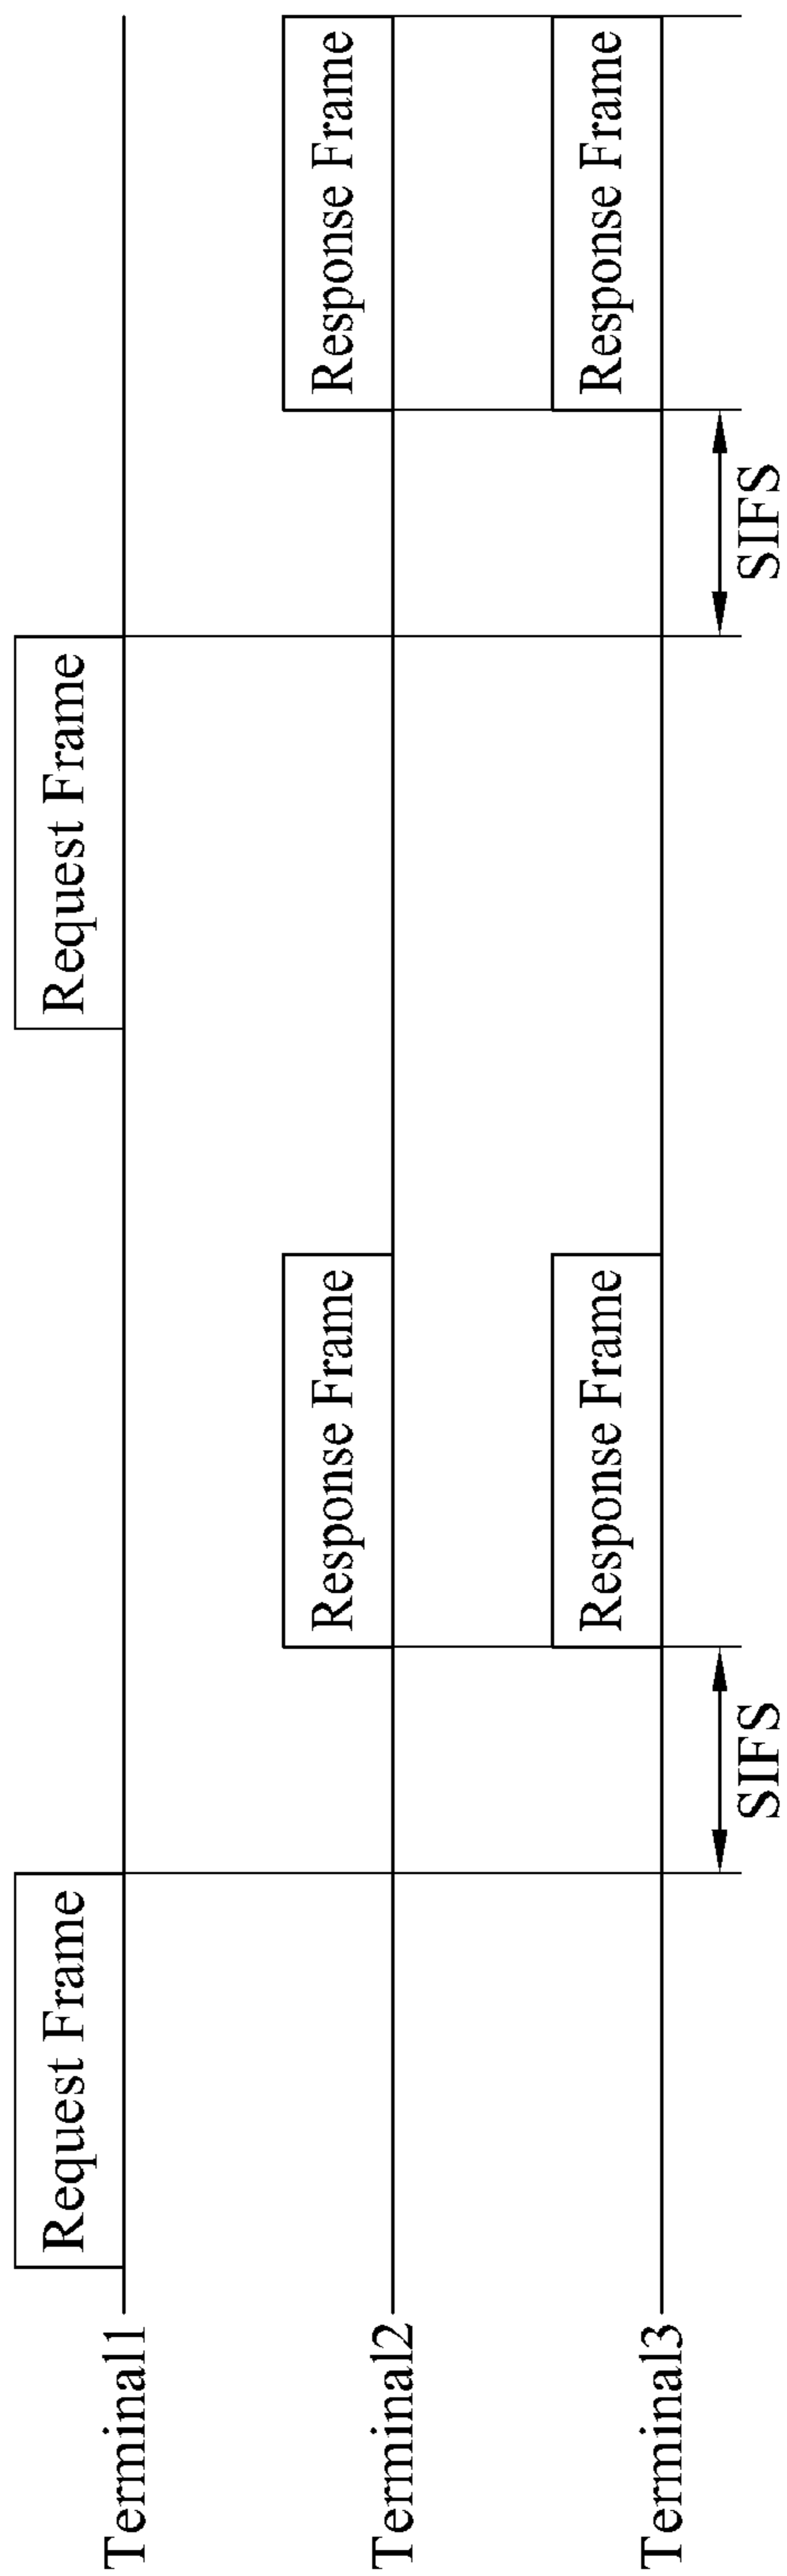 Terminal1
Request Frame
Request Frame
Terminal2
Response Frame
Response Frame
Terminal3
Response Frame
Response Frame
SIFS
SIFS